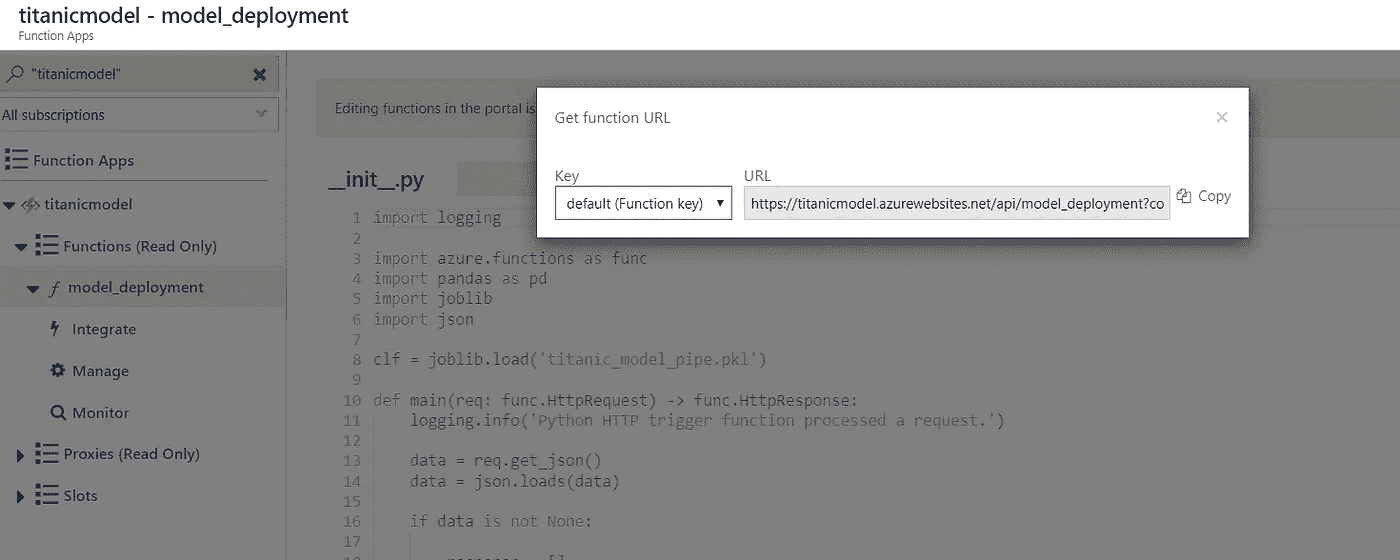 titanicmodel - model_deployment
Function Apps
"titanicmodel"
All subscriptions
Function Apps
titanicmodel
Functions (Read Only)
model_deployment
Integrate
Manage
Monitor
Proxies (Read Only)
Slots
Editing functions in the portal is
Get function URL
Key
URL
default (Function key)
https://titanicmodel.azurewebsites.net/api/model_deployment?co
Copy
__init__.py
1 import logging
2
3 import azure.functions as func
4 import pandas as pd
5 import joblib
6 import json
7
8 clf = joblib.load('titanic_model_pipe.pkl')
9
10 def main(req: func.HttpRequest) -> func.HttpResponse:
11 logging.info('Python HTTP trigger function processed a request.')
12
13 data = req.get_json()
14 data = json.loads(data)
15
16 if data is not None:
17